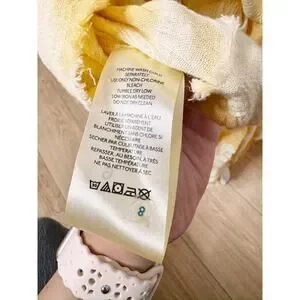 MACHINE WASH COLD
SEPARATELY
USE ONLY NON-CHLORINE
BLEACH
TUMBLE DRY LOW
LOW IRON AS NEEDED
DO NOT DRY CLEAN
LAVER À LA MACHINE À L'EAU
FROIDE SÉPARÉMENT
UTILISER UN AGENT DE
BLANCHIMENT SANS CHLORE SI
NÉCESSAIRE
SÉCHER PAR CULBUTAGE À BASSE
TEMPÉRATURE
REPASSER, AU BESOIN, À TRÈS
BASSE TEMPÉRATURE
NE PAS NETTOYER À SEC
8